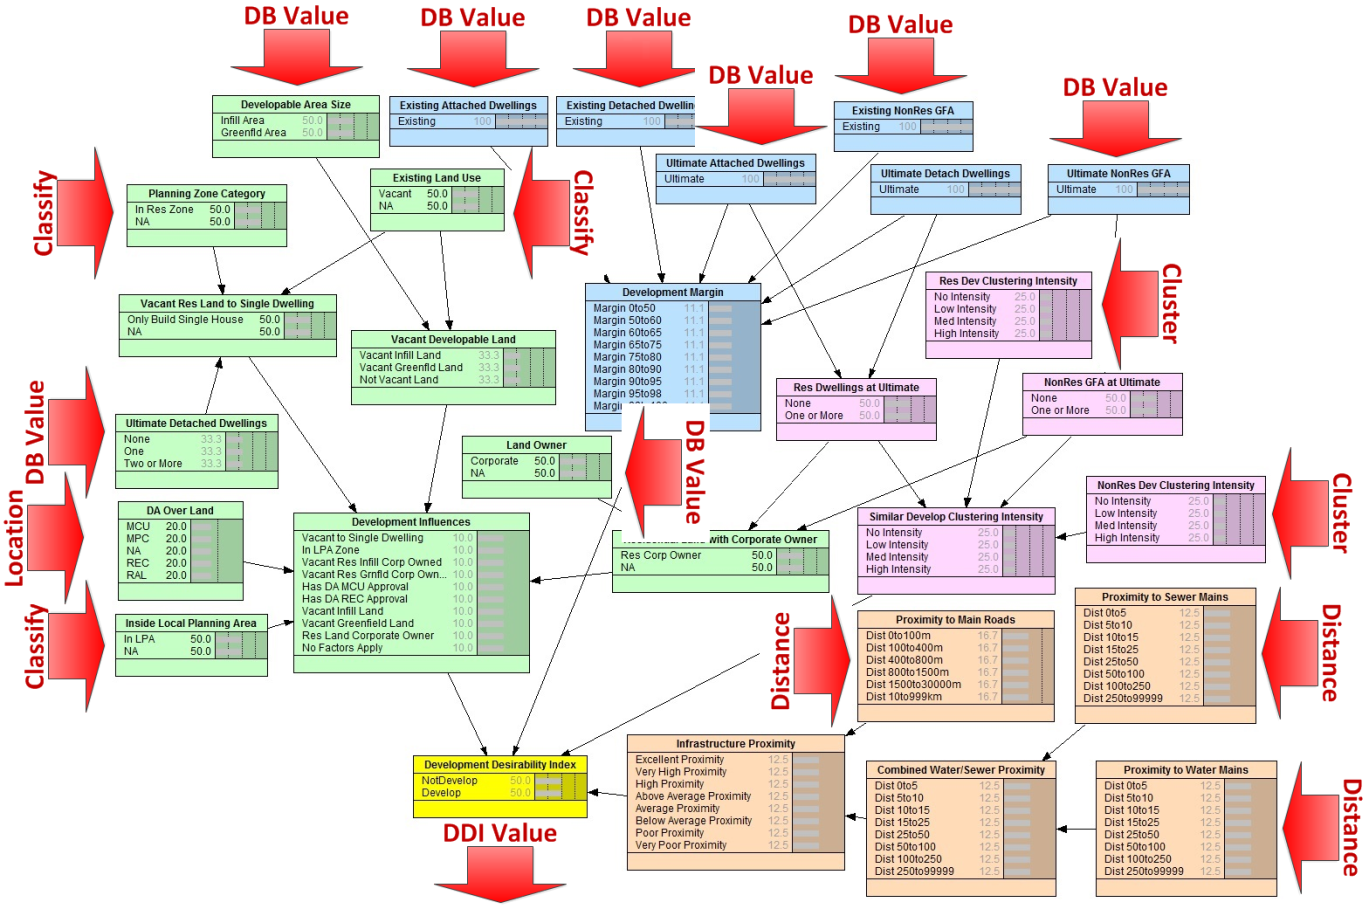 DB Value
DB Value
DB Value
DB Value
DB Value
DB Value
Developable Area Size
Infill Area 50.0
Greenfld Area 50.0
Existing Attached Dwellings
Existing 100
Existing Detached Dwellin
Existing 100
Existing NonRes GFA
Existing 100
Ultimate Attached Dwellings
Ultimate 100
Ultimate Detach Dwellings
Ultimate 100
Ultimate NonRes GFA
Ultimate 100
Classify
Planning Zone Category
In Res Zone 50.0
NA 50.0
Existing Land Use
Vacant 50.0
NA 50.0
Classify
Vacant Res Land to Single Dwelling
Only Build Single House 50.0
NA 50.0
Vacant Developable Land
Vacant Infill Land 33.3
Vacant Greenfld Land 33.3
Not Vacant Land 33.3
Development Margin
Margin 0to50 11.1
Margin 50to60 11.1
Margin 60to65 11.1
Margin 65to75 11.1
Margin 75to80 11.1
Margin 80to90 11.1
Margin 90to95 11.1
Margin 95to98 11.1
Res Dev Clustering Intensity
No Intensity 25.0
Low Intensity 25.0
Med Intensity 25.0
High Intensity 25.0
Cluster
Res Dwellings at Ultimate
None 50.0
One or More 50.0
NonRes GFA at Ultimate
None 50.0
One or More 50.0
DB Value
Ultimate Detached Dwellings
None 33.3
One 33.3
Two or More 33.3
Land Owner
Corporate 50.0
NA 50.0
DB Value
NonRes Dev Clustering Intensity
No Intensity 25.0
Low Intensity 25.0
Med Intensity 25.0
High Intensity 25.0
Cluster
Location
DA Over Land
MCU 20.0
MPC 20.0
NA 20.0
REC 20.0
RAL 20.0
Development Influences
Vacant to Single Dwelling 10.0
In LPA Zone 10.0
Vacant Res Infill Corp Owned 10.0
Vacant Res Grnfld Corp Own... 10.0
Has DA MCU Approval 10.0
Has DA REC Approval 10.0
Vacant Infill Land 10.0
Vacant Greenfield Land 10.0
Res Land Corporate Owner 10.0
No Factors Apply 10.0
with Corporate Owner
Res Corp Owner 50.0
NA 50.0
Similar Develop Clustering Intensity
No Intensity 25.0
Low Intensity 25.0
Med Intensity 25.0
High Intensity 25.0
Classify
Inside Local Planning Area
In LPA 50.0
NA 50.0
Distance
Proximity to Main Roads
Dist 0to100m 16.7
Dist 100to400m 16.7
Dist 400to800m 16.7
Dist 800to1500m 16.7
Dist 1500to30000m 16.7
Dist 10to999km 16.7
Proximity to Sewer Mains
Dist 0to5 12.5
Dist 5to10 12.5
Dist 10to15 12.5
Dist 15to25 12.5
Dist 25to50 12.5
Dist 50to100 12.5
Dist 100to250 12.5
Dist 250to99999 12.5
Distance
Development Desirability Index
NotDevelop 50.0
Develop 50.0
DDI Value
Infrastructure Proximity
Excellent Proximity 12.5
Very High Proximity 12.5
High Proximity 12.5
Above Average Proximity 12.5
Average Proximity 12.5
Below Average Proximity 12.5
Poor Proximity 12.5
Very Poor Proximity 12.5
Combined Water/Sewer Proximity
Dist 0to5 12.5
Dist 5to10 12.5
Dist 10to15 12.5
Dist 15to25 12.5
Dist 25to50 12.5
Dist 50to100 12.5
Dist 100to250 12.5
Dist 250to99999 12.5
Proximity to Water Mains
Dist 0to5 12.5
Dist 5to10 12.5
Dist 10to15 12.5
Dist 15to25 12.5
Dist 25to50 12.5
Dist 50to100 12.5
Dist 100to250 12.5
Dist 250to99999 12.5
Distance